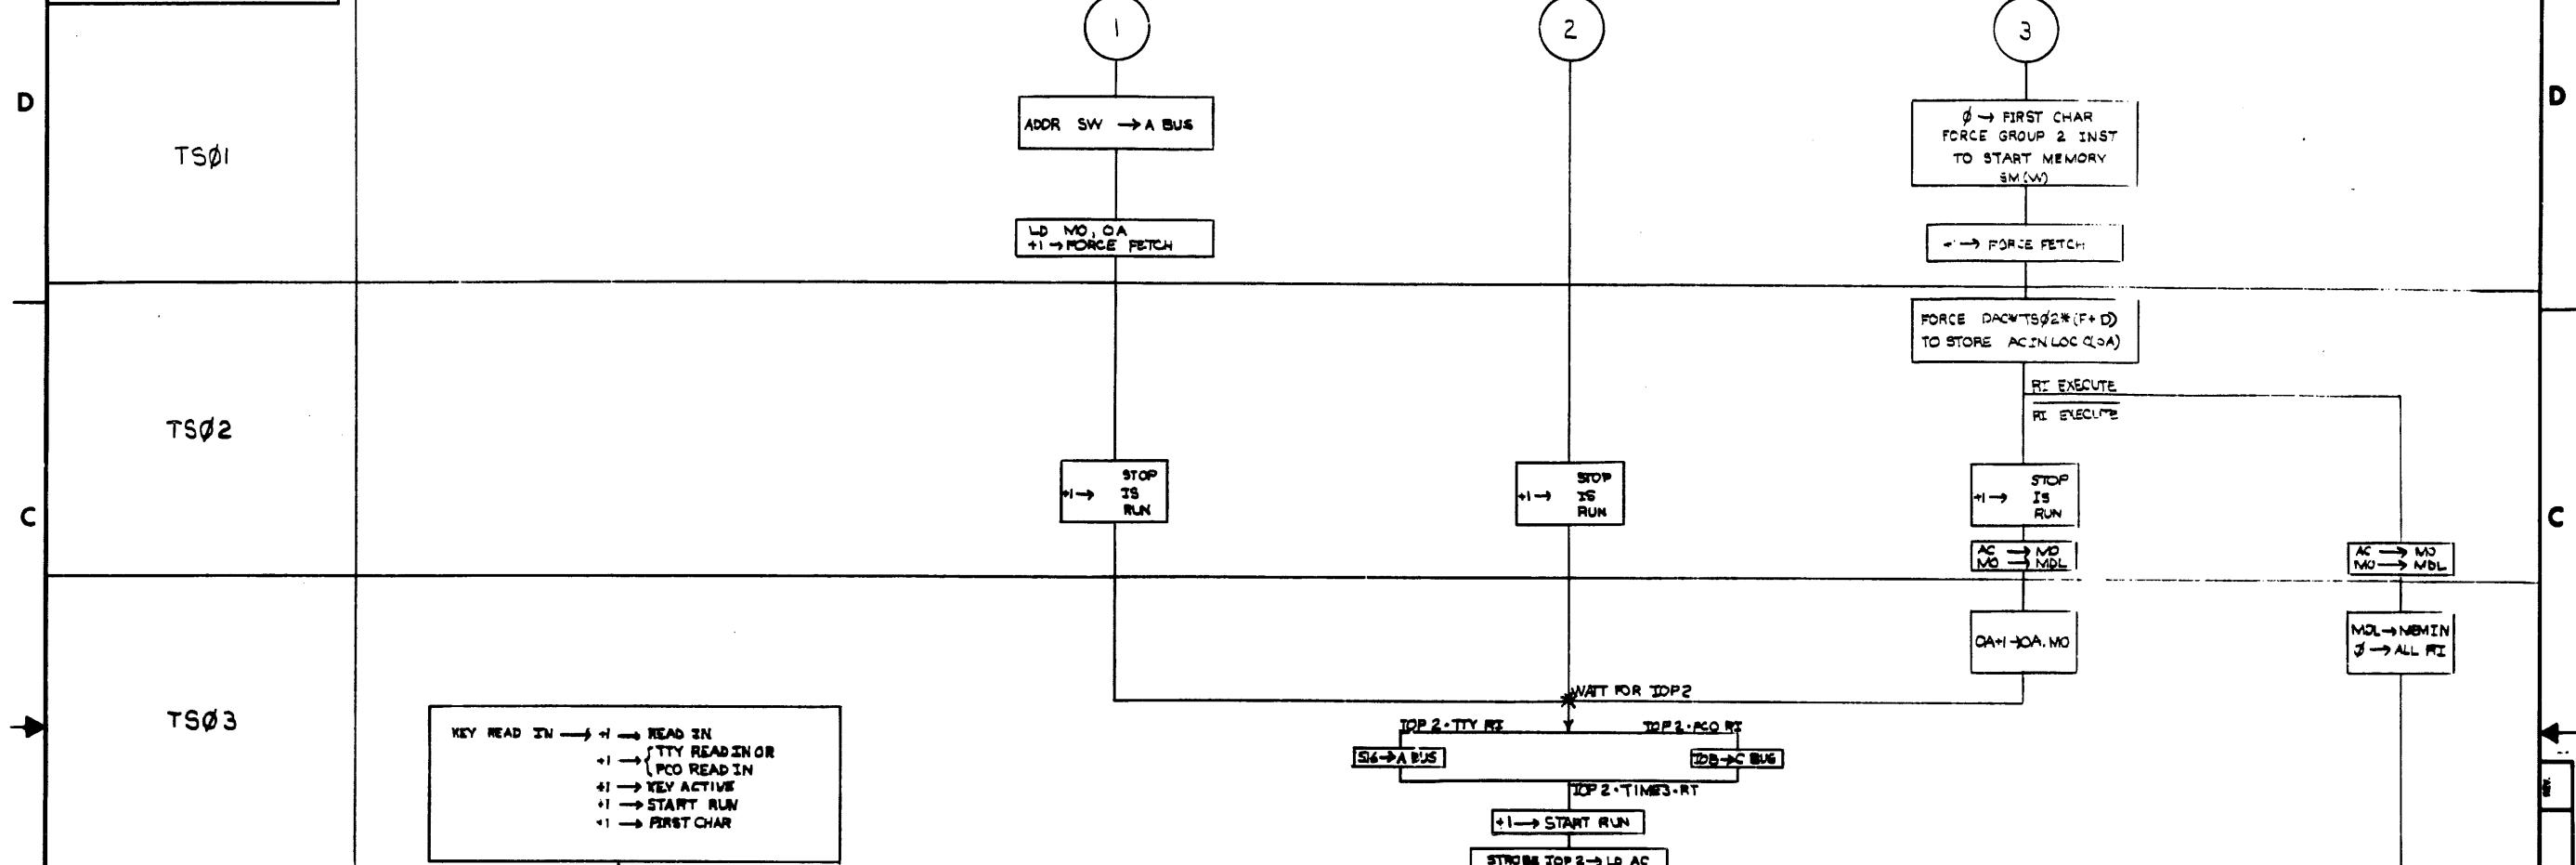 1
2
3
D
D
TSØ1
ADDR SW → A BUS
Ø → FIRST CHAR
FORCE GROUP 2 INST
TO START MEMORY
SM(W)
LD MO, OA
+1 → FORCE FETCH
+1 → FORCE FETCH
TSØ2
FORCE DAC*TSØ2*(F+D)
TO STORE AC IN LOC C(OA)
RI EXECUTE
RI EXECUTE
C
C
+1 → STOP
IS
RUN
+1 → STOP
IS
RUN
+1 → STOP
IS
RUN
AC → MO
MO → MDL
AC → MO
MO → MDL
TSØ3
OA+1→OA, MO
MDL→MEMIN
Ø → ALL RI
WAIT FOR IOP2
KEY READ IN → +1 → READ IN
+1 → { TTY READ IN OR
PCO READ IN
+1 → KEY ACTIVE
+1 → START RUN
+1 → FIRST CHAR
IOP 2·TTY RI
IOP 2·PCO RI
SI6→A BUS
IOB→C BUS
IOP 2·TIME3·RI
+1→ START RUN
STROBE IOP 2→ LD AC
REV.